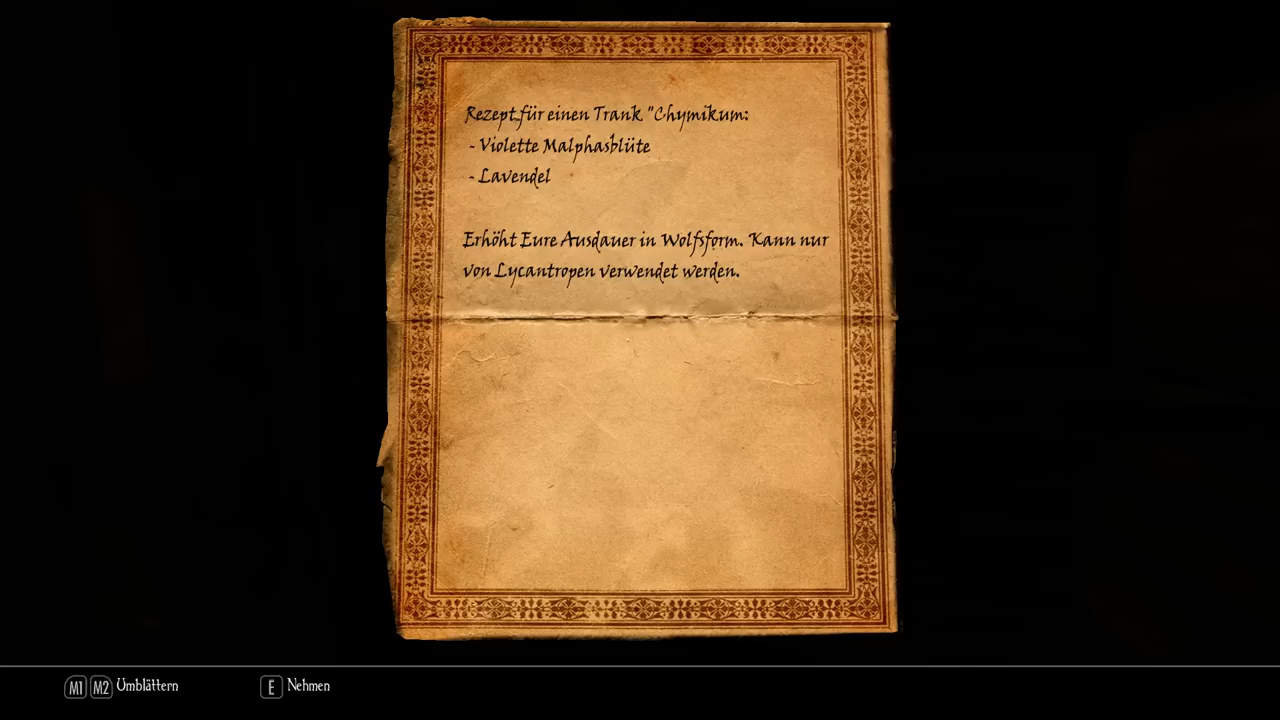 Rezept für einen Trank "Chymikum:
- Violette Malphasblüte
- Lavendel
Erhöht Eure Ausdauer in Wolfsform. Kann nur
von Lycantropen verwendet werden.
M1 M2 Umblättern
E Nehmen